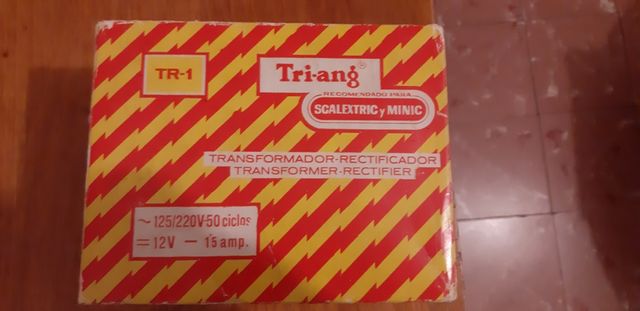 TR-1
Tri-ang®
RECOMENDADO PARA
SCALEXTRIC y MINIC
TRANSFORMADOR-RECTIFICADOR
TRANSFORMER-RECTIFIER
~ 125/220V-50 ciclos
= 12V — 1'5 amp.